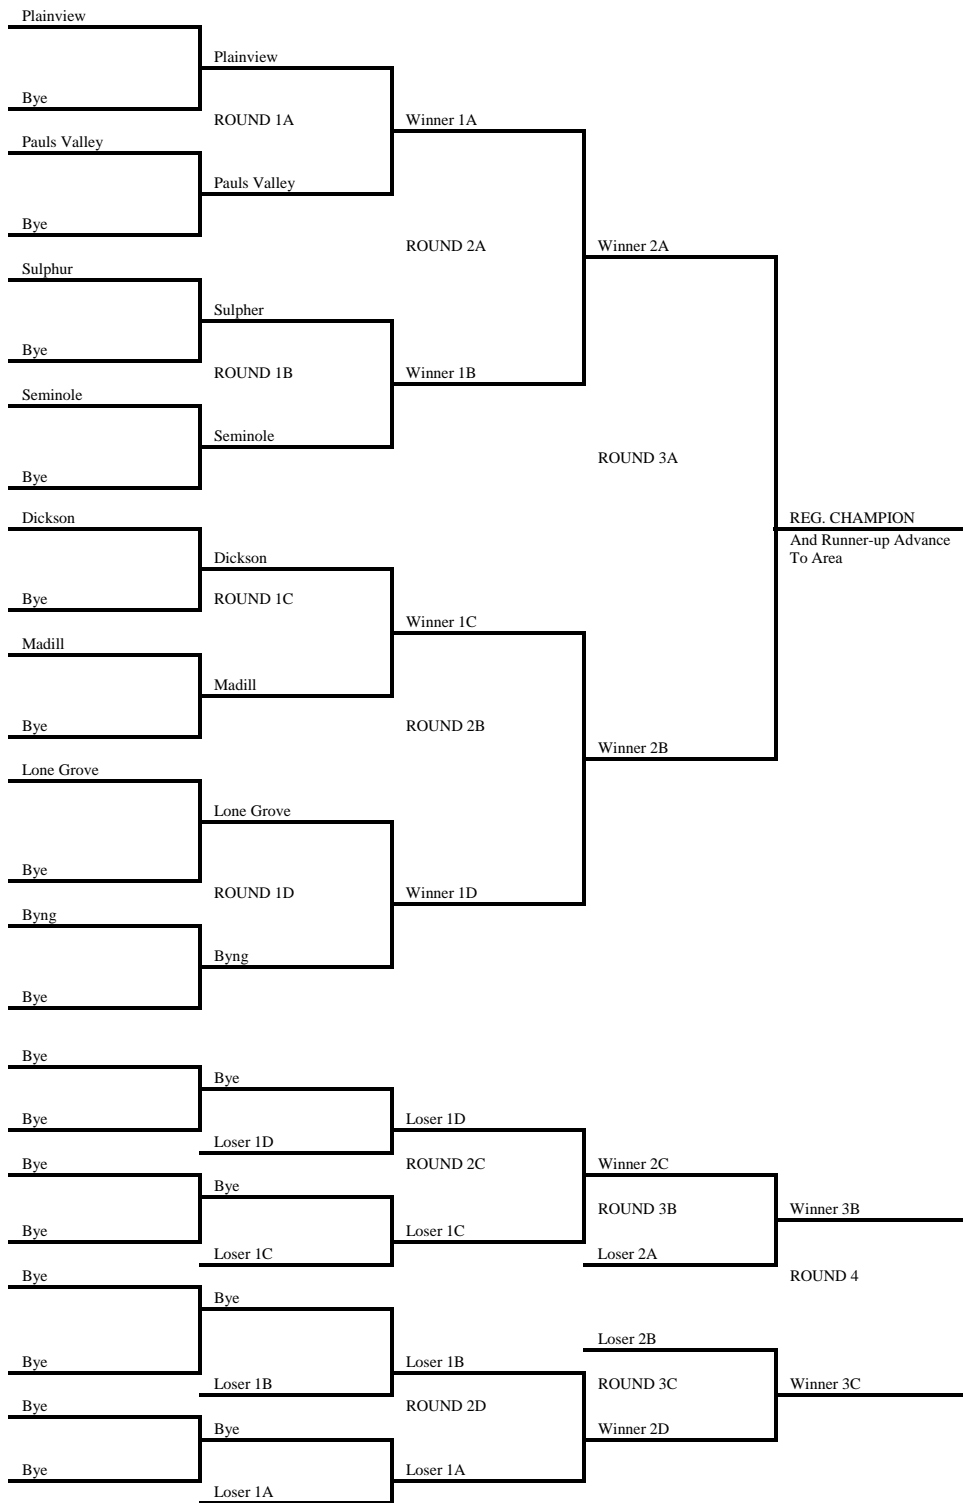 Plainview
Plainview
Bye
ROUND 1A
Winner 1A
Pauls Valley
Pauls Valley
Bye
ROUND 2A
Winner 2A
Sulphur
Sulpher
Bye
ROUND 1B
Winner 1B
Seminole
Seminole
ROUND 3A
Bye
Dickson
REG. CHAMPION
And Runner-up Advance
To Area
Dickson
Bye
ROUND 1C
Winner 1C
Madill
Madill
Bye
ROUND 2B
Winner 2B
Lone Grove
Lone Grove
Bye
ROUND 1D
Winner 1D
Byng
Byng
Bye
Bye
Bye
Bye
Loser 1D
Loser 1D
Bye
ROUND 2C
Winner 2C
Bye
ROUND 3B
Winner 3B
Bye
Loser 1C
Loser 1C
Loser 2A
Bye
ROUND 4
Bye
Loser 2B
Bye
Loser 1B
Loser 1B
ROUND 3C
Winner 3C
Bye
ROUND 2D
Bye
Winner 2D
Bye
Loser 1A
Loser 1A